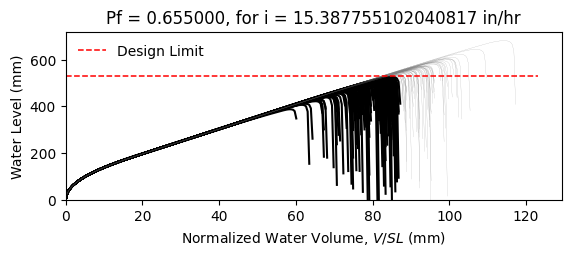 Pf = 0.655000, for i = 15.387755102040817 in/hr
Design Limit
Water Level (mm)
600
400
200
0
0 20 40 60 80 100 120
Normalized Water Volume, V/SL (mm)